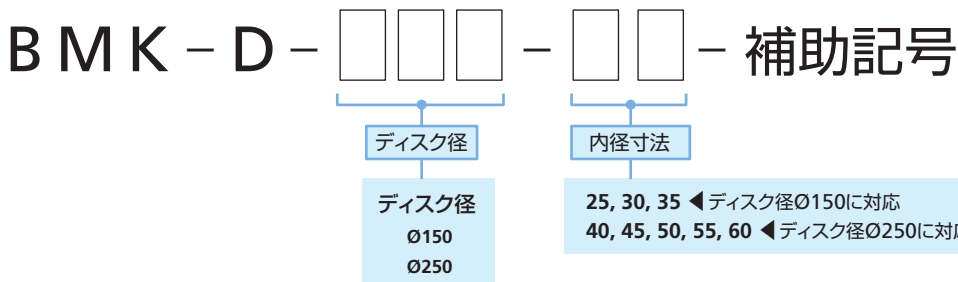 BMK－D－□□□－□□－補助記号
ディスク径
内径寸法
ディスク径
Ø150
Ø250
25, 30, 35 ◀ディスク径Ø150に対応
40, 45, 50, 55, 60 ◀ディスク径Ø250に対応